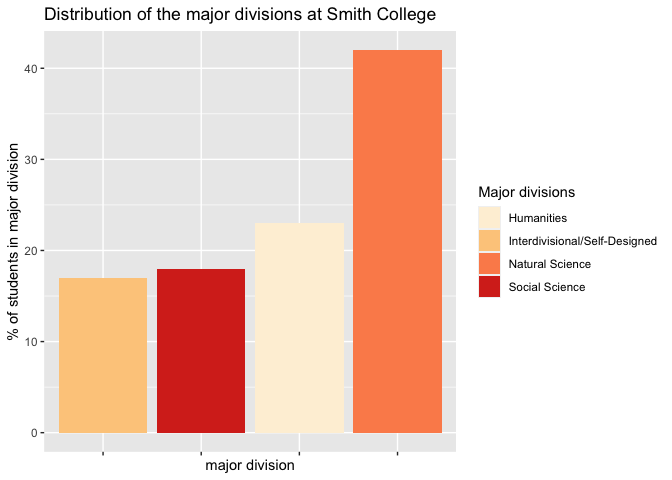 Distribution of the major divisions at Smith College
% of students in major division
40
30
20
10
0
major division
Major divisions
Humanities
Interdivisional/Self-Designed
Natural Science
Social Science